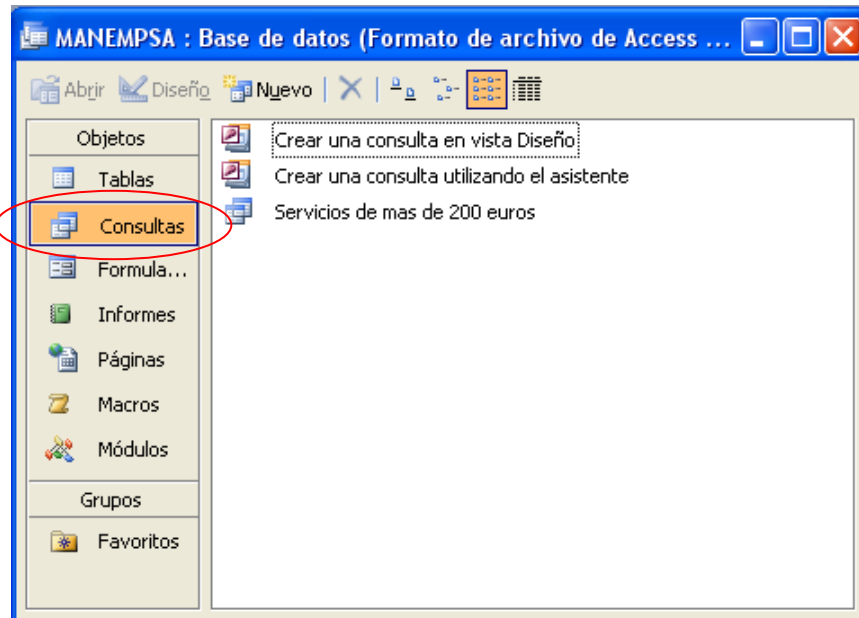 MANEMPSA : Base de datos (Formato de archivo de Access ...
Abrir Diseño Nuevo
Objetos
Tablas
Consultas
Formula...
Informes
Páginas
Macros
Módulos
Grupos
Favoritos
Crear una consulta en vista Diseño
Crear una consulta utilizando el asistente
Servicios de mas de 200 euros